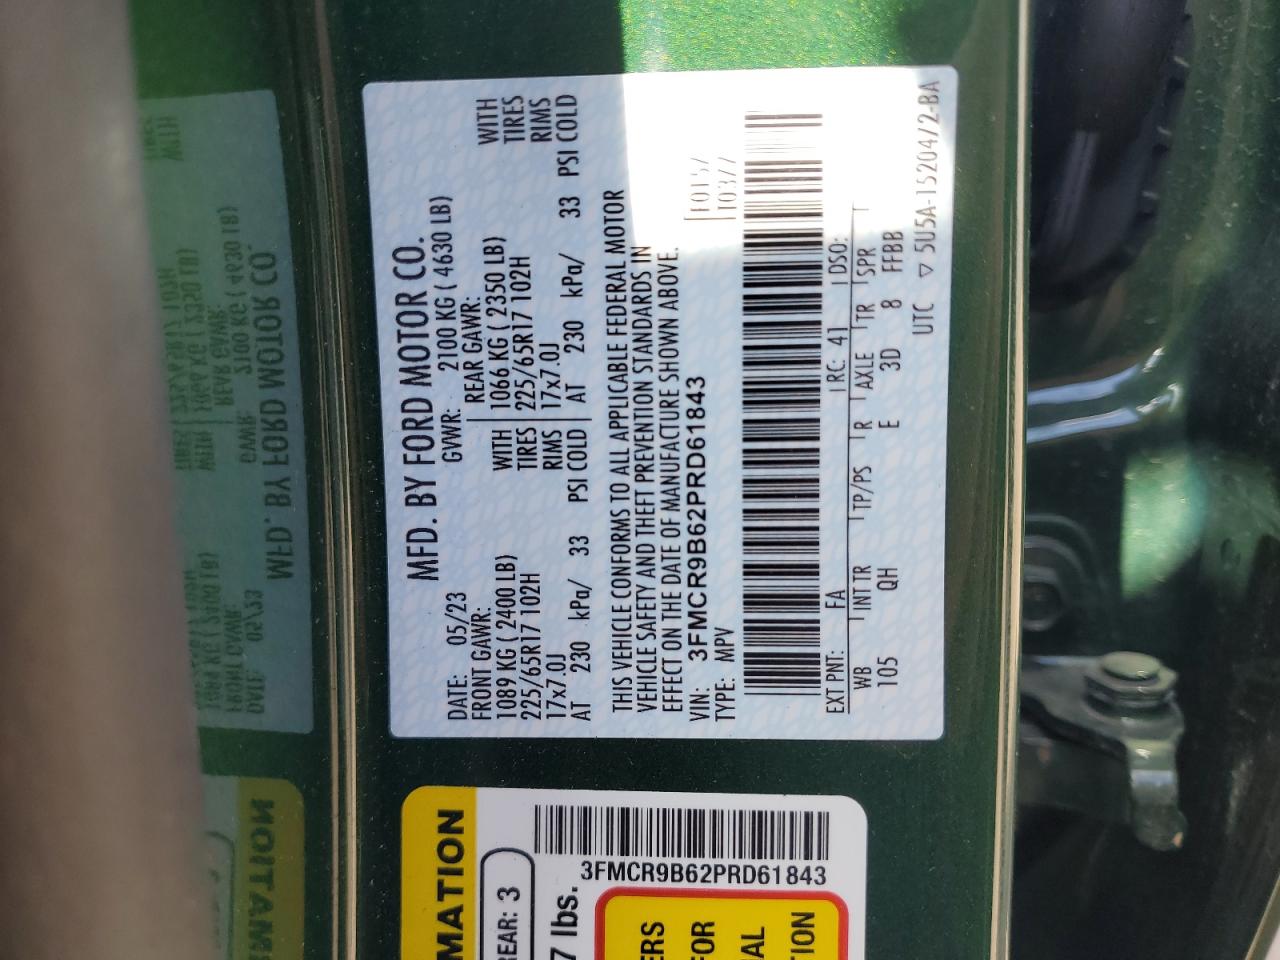 MFD. BY FORD MOTOR CO.
DATE: 05/23 GVWR: 2100 KG ( 4630 LB)
FRONT GAWR: REAR GAWR:
1089 KG ( 2400 LB) WITH 1066 KG ( 2350 LB) WITH
225/65R17 102H TIRES 225/65R17 102H TIRES
17x7.0J RIMS 17x7.0J RIMS
AT 230 kPa/ 33 PSI COLD AT 230 kPa/ 33 PSI COLD
THIS VEHICLE CONFORMS TO ALL APPLICABLE FEDERAL MOTOR
VEHICLE SAFETY AND THEFT PREVENTION STANDARDS IN
EFFECT ON THE DATE OF MANUFACTURE SHOWN ABOVE.
VIN: 3FMCR9B62PRD61843
TYPE: MPV
EXT PNT: FA RC: 41 DSO:
WB INT TR TP/PS R AXLE TR SPR T
105 QH E 3D 8 FFBB
UTC ▽ 5U5A-1520472-BA
MATION
REAR: 3
7 lbs.
3FMCR9B62PRD61843
ERS
FOR
AL
TION